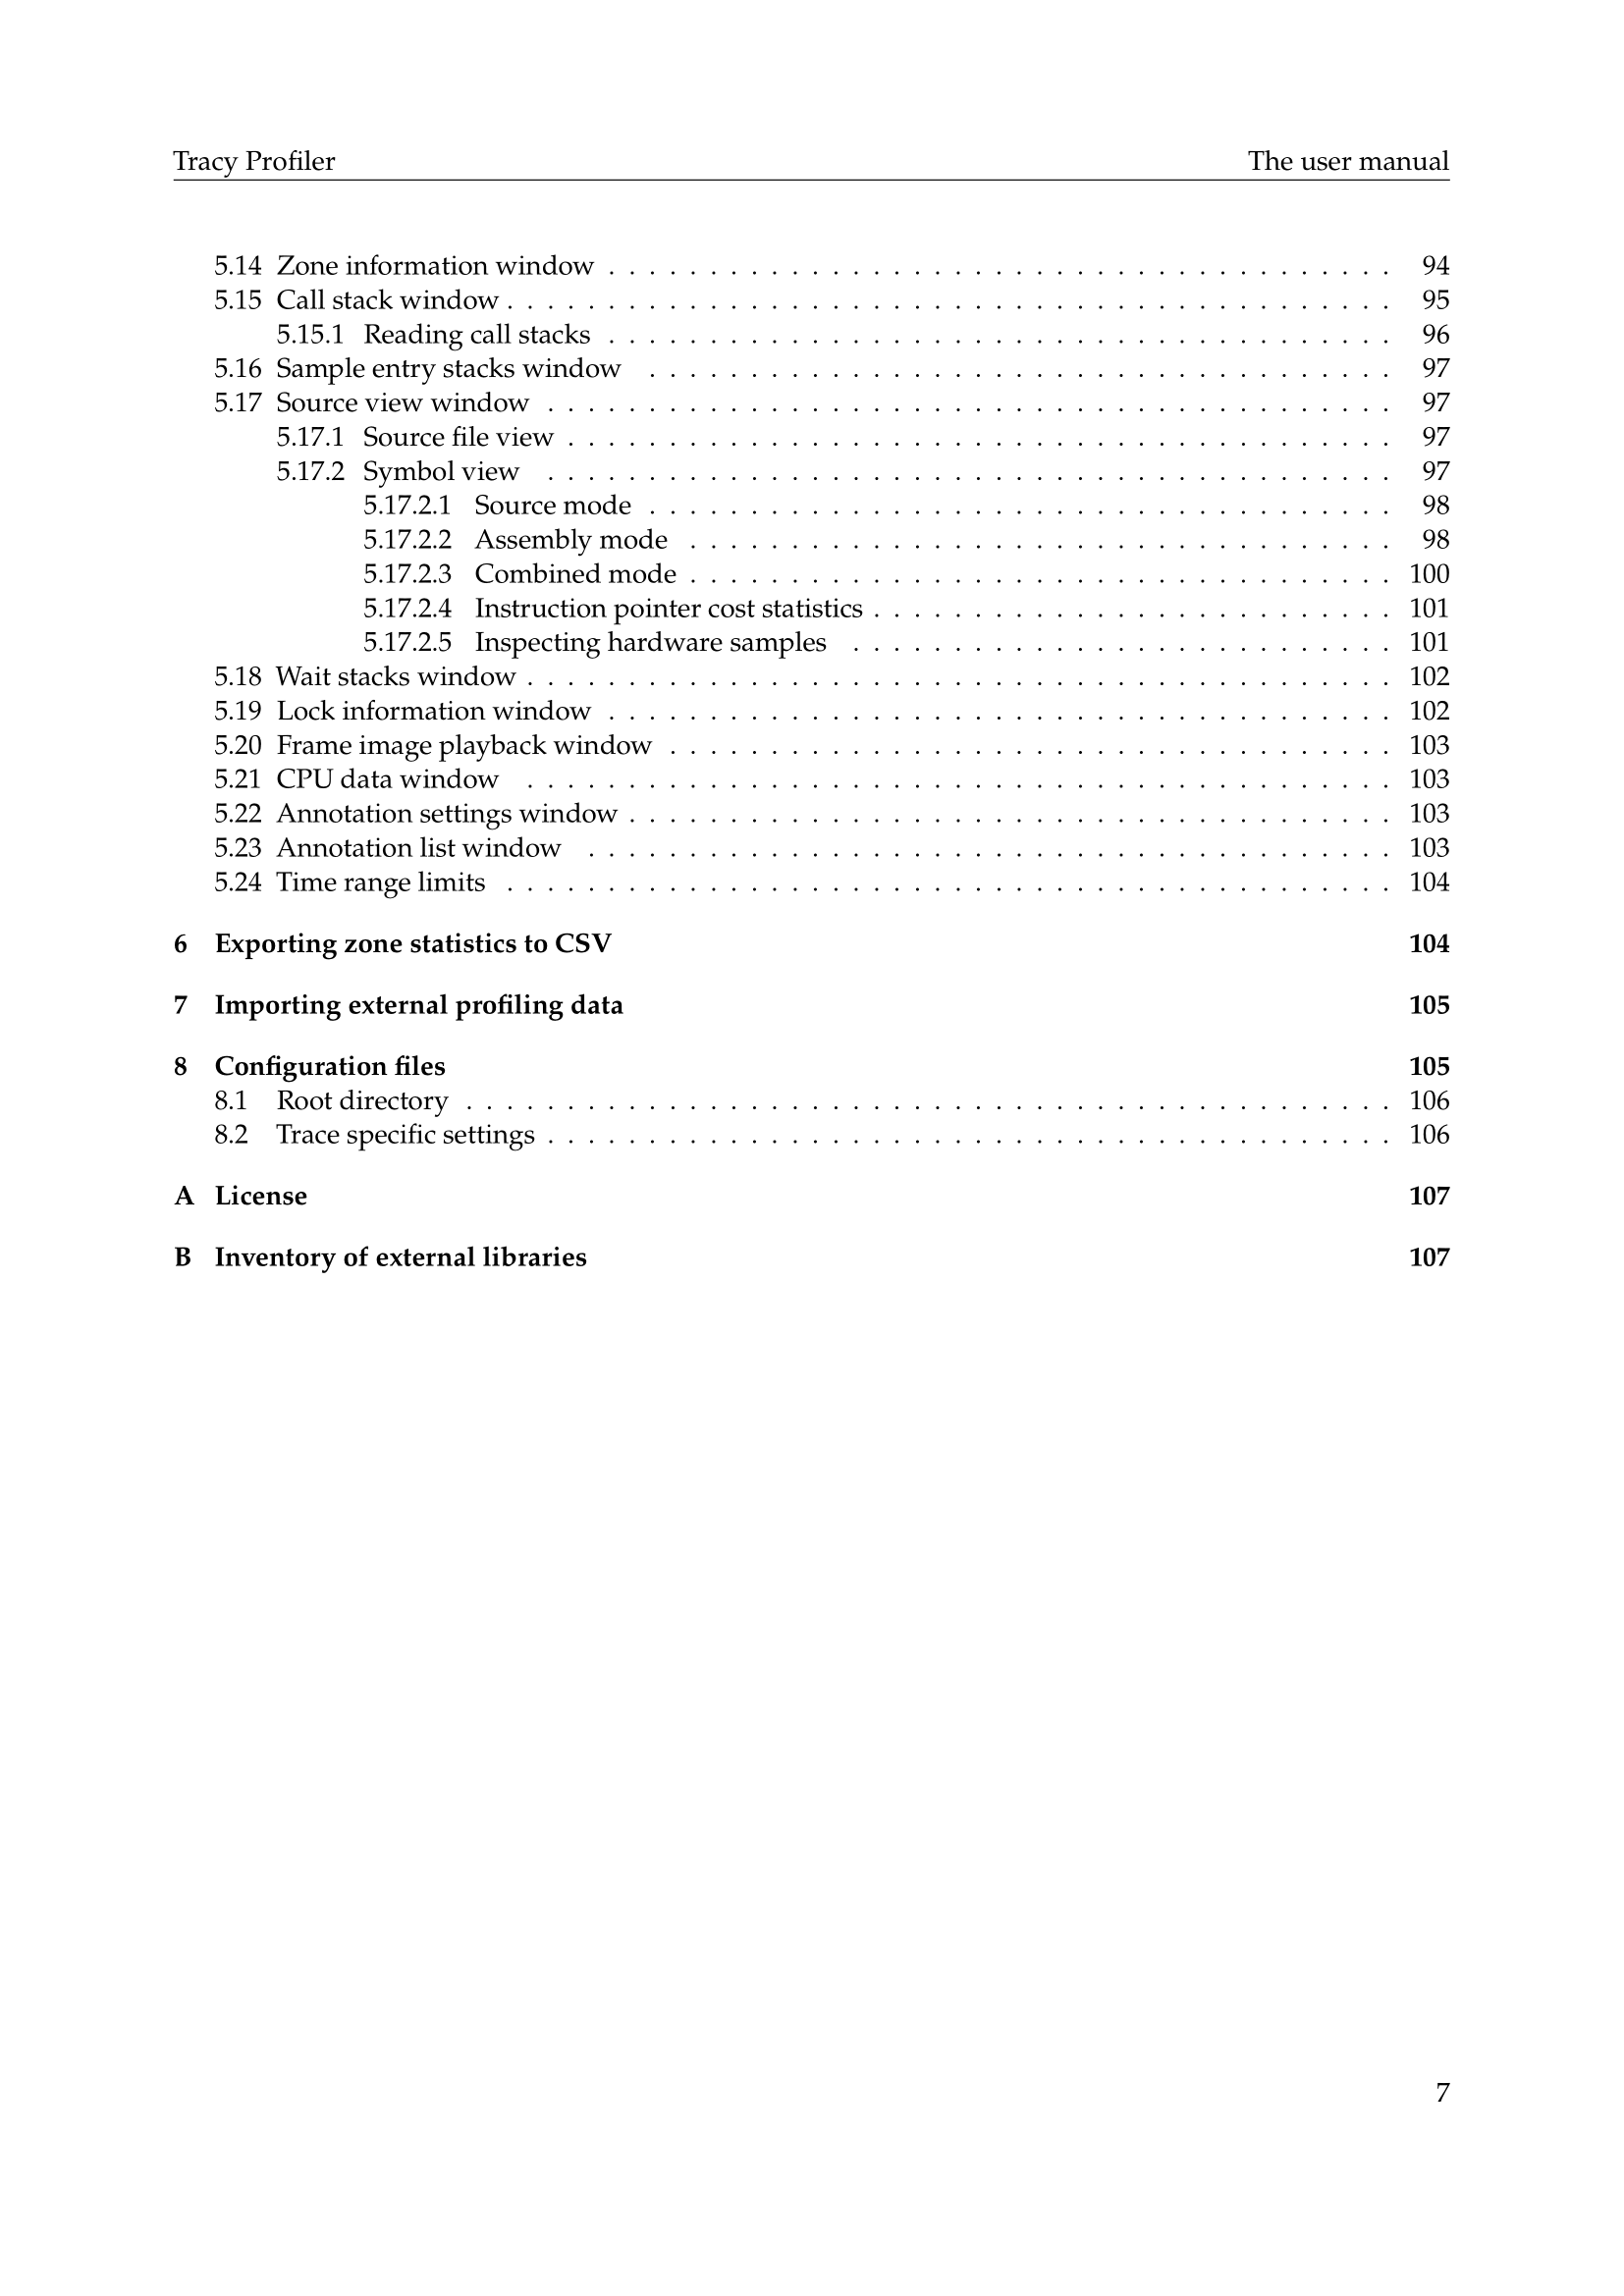 Tracy Profiler The user manual
5.14 Zone information window . . . . . . . . . . . . . . . . . . . . . . . . . . . . . . . . . . . . . . . 94
5.15 Call stack window . . . . . . . . . . . . . . . . . . . . . . . . . . . . . . . . . . . . . . . . . . . . 95
5.15.1 Reading call stacks . . . . . . . . . . . . . . . . . . . . . . . . . . . . . . . . . . . . . . . 96
5.16 Sample entry stacks window . . . . . . . . . . . . . . . . . . . . . . . . . . . . . . . . . . . . . 97
5.17 Source view window . . . . . . . . . . . . . . . . . . . . . . . . . . . . . . . . . . . . . . . . . . 97
5.17.1 Source file view . . . . . . . . . . . . . . . . . . . . . . . . . . . . . . . . . . . . . . . . . 97
5.17.2 Symbol view . . . . . . . . . . . . . . . . . . . . . . . . . . . . . . . . . . . . . . . . . . 97
5.17.2.1 Source mode . . . . . . . . . . . . . . . . . . . . . . . . . . . . . . . . . . . . . 98
5.17.2.2 Assembly mode . . . . . . . . . . . . . . . . . . . . . . . . . . . . . . . . . . . 98
5.17.2.3 Combined mode . . . . . . . . . . . . . . . . . . . . . . . . . . . . . . . . . . . 100
5.17.2.4 Instruction pointer cost statistics . . . . . . . . . . . . . . . . . . . . . . . . . . 101
5.17.2.5 Inspecting hardware samples . . . . . . . . . . . . . . . . . . . . . . . . . . . 101
5.18 Wait stacks window . . . . . . . . . . . . . . . . . . . . . . . . . . . . . . . . . . . . . . . . . . . 102
5.19 Lock information window . . . . . . . . . . . . . . . . . . . . . . . . . . . . . . . . . . . . . . . 102
5.20 Frame image playback window . . . . . . . . . . . . . . . . . . . . . . . . . . . . . . . . . . . . 103
5.21 CPU data window . . . . . . . . . . . . . . . . . . . . . . . . . . . . . . . . . . . . . . . . . . . 103
5.22 Annotation settings window . . . . . . . . . . . . . . . . . . . . . . . . . . . . . . . . . . . . . . 103
5.23 Annotation list window . . . . . . . . . . . . . . . . . . . . . . . . . . . . . . . . . . . . . . . . 103
5.24 Time range limits . . . . . . . . . . . . . . . . . . . . . . . . . . . . . . . . . . . . . . . . . . . . 104
6 Exporting zone statistics to CSV 104
7 Importing external profiling data 105
8 Configuration files 105
8.1 Root directory . . . . . . . . . . . . . . . . . . . . . . . . . . . . . . . . . . . . . . . . . . . . . . 106
8.2 Trace specific settings . . . . . . . . . . . . . . . . . . . . . . . . . . . . . . . . . . . . . . . . . . 106
A License 107
B Inventory of external libraries 107
7